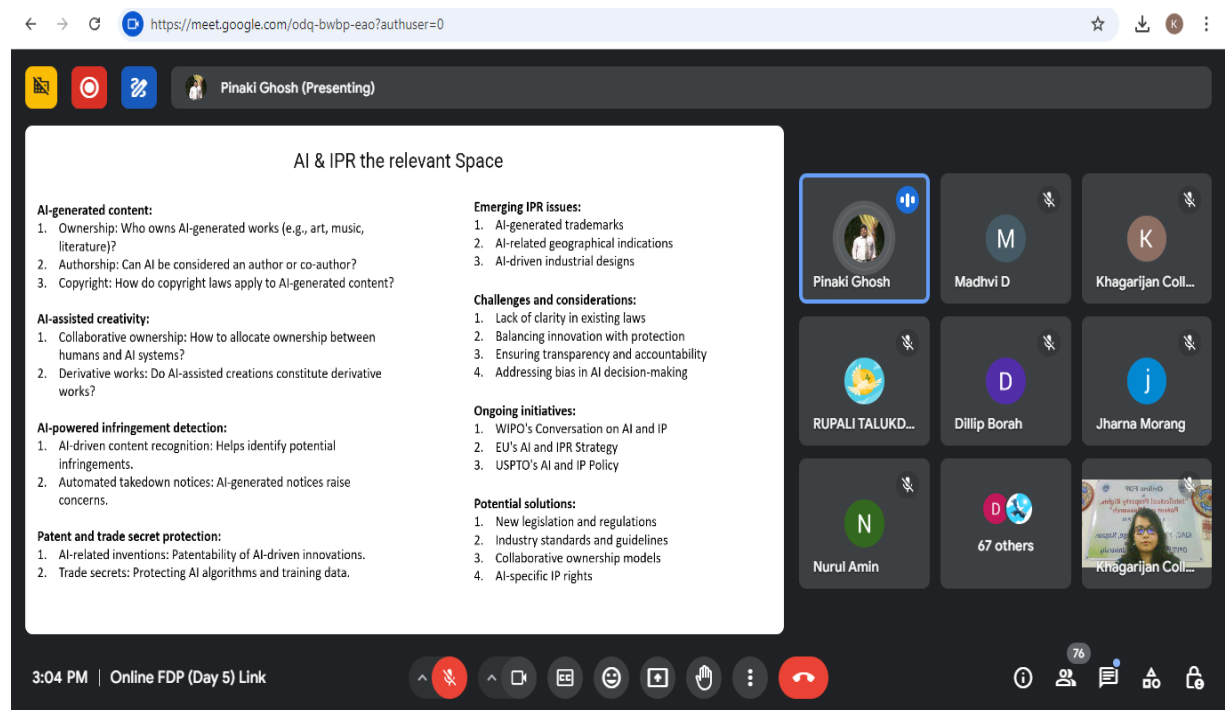 https://meet.google.com/odq-bwbp-eao?authuser=0
K
Pinaki Ghosh (Presenting)
AI & IPR the relevant Space
AI-generated content:
1. Ownership: Who owns AI-generated works (e.g., art, music,
literature)?
2. Authorship: Can AI be considered an author or co-author?
3. Copyright: How do copyright laws apply to AI-generated content?
AI-assisted creativity:
1. Collaborative ownership: How to allocate ownership between
humans and AI systems?
2. Derivative works: Do AI-assisted creations constitute derivative
works?
AI-powered infringement detection:
1. AI-driven content recognition: Helps identify potential
infringements.
2. Automated takedown notices: AI-generated notices raise
concerns.
Patent and trade secret protection:
1. AI-related inventions: Patentability of AI-driven innovations.
2. Trade secrets: Protecting AI algorithms and training data.
Emerging IPR issues:
1. AI-generated trademarks
2. AI-related geographical indications
3. AI-driven industrial designs
Challenges and considerations:
1. Lack of clarity in existing laws
2. Balancing innovation with protection
3. Ensuring transparency and accountability
4. Addressing bias in AI decision-making
Ongoing initiatives:
1. WIPO's Conversation on AI and IP
2. EU's AI and IPR Strategy
3. USPTO's AI and IP Policy
Potential solutions:
1. New legislation and regulations
2. Industry standards and guidelines
3. Collaborative ownership models
4. AI-specific IP rights
Pinaki Ghosh
M
Madhvi D
K
Khagarijan Coll...
RUPALI TALUKD...
D
Dillip Borah
j
Jharna Morang
N
Nurul Amin
D
67 others
Online FDP
Intellectual Property Rights,
Khagarijan Coll...
3:04 PM | Online FDP (Day 5) Link
76